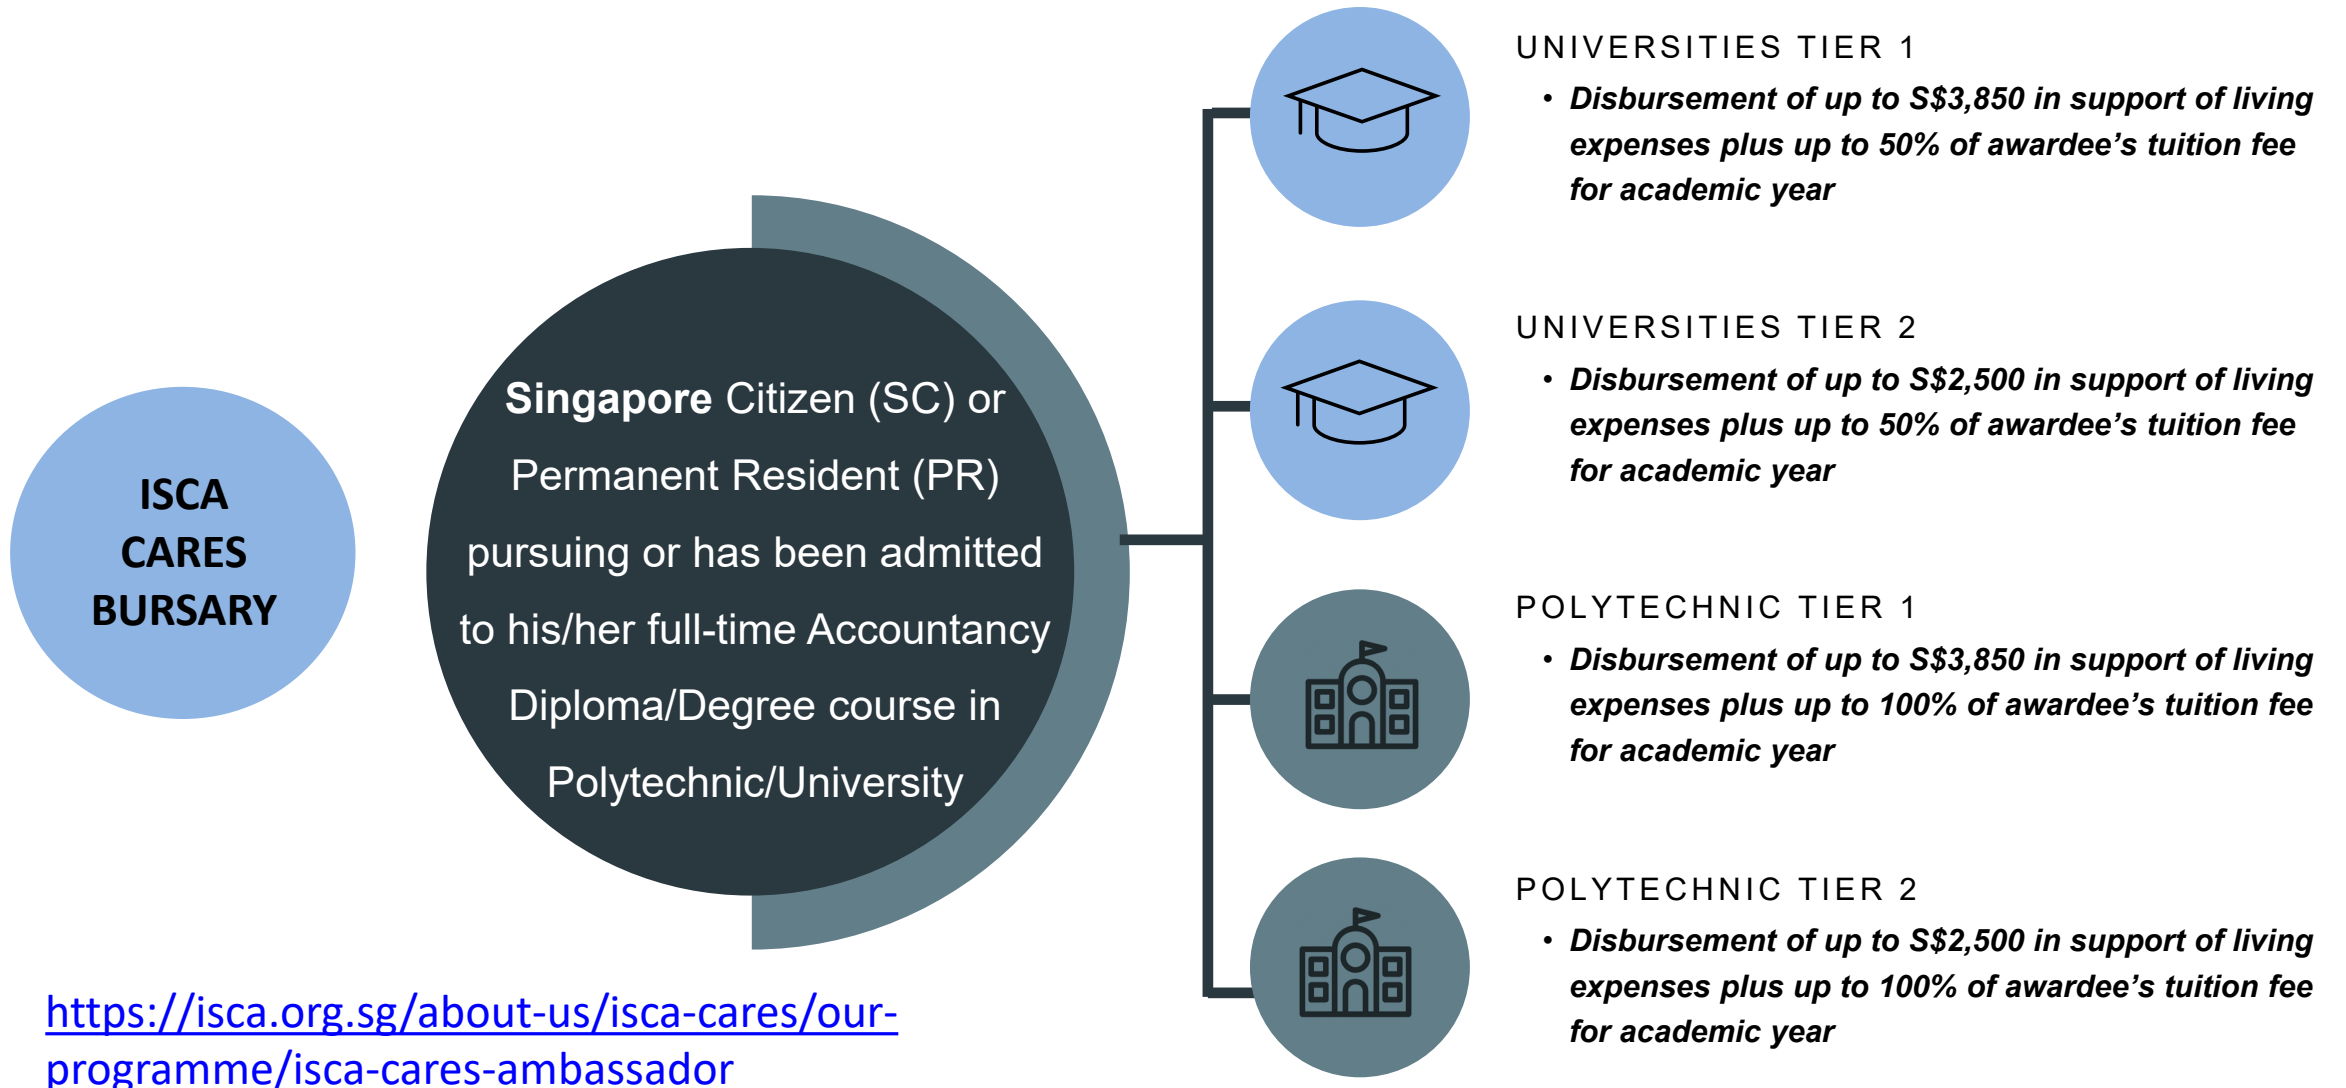 ISCA
CARES
BURSARY
Singapore Citizen (SC) or
Permanent Resident (PR)
pursuing or has been admitted
to his/her full-time Accountancy
Diploma/Degree course in
Polytechnic/University
UNIVERSITIES TIER 1
• Disbursement of up to S$3,850 in support of living
expenses plus up to 50% of awardee’s tuition fee
for academic year
UNIVERSITIES TIER 2
• Disbursement of up to S$2,500 in support of living
expenses plus up to 50% of awardee’s tuition fee
for academic year
POLYTECHNIC TIER 1
• Disbursement of up to S$3,850 in support of living
expenses plus up to 100% of awardee’s tuition fee
for academic year
POLYTECHNIC TIER 2
• Disbursement of up to S$2,500 in support of living
expenses plus up to 100% of awardee’s tuition fee
for academic year
https://isca.org.sg/about-us/isca-cares/our-
programme/isca-cares-ambassador